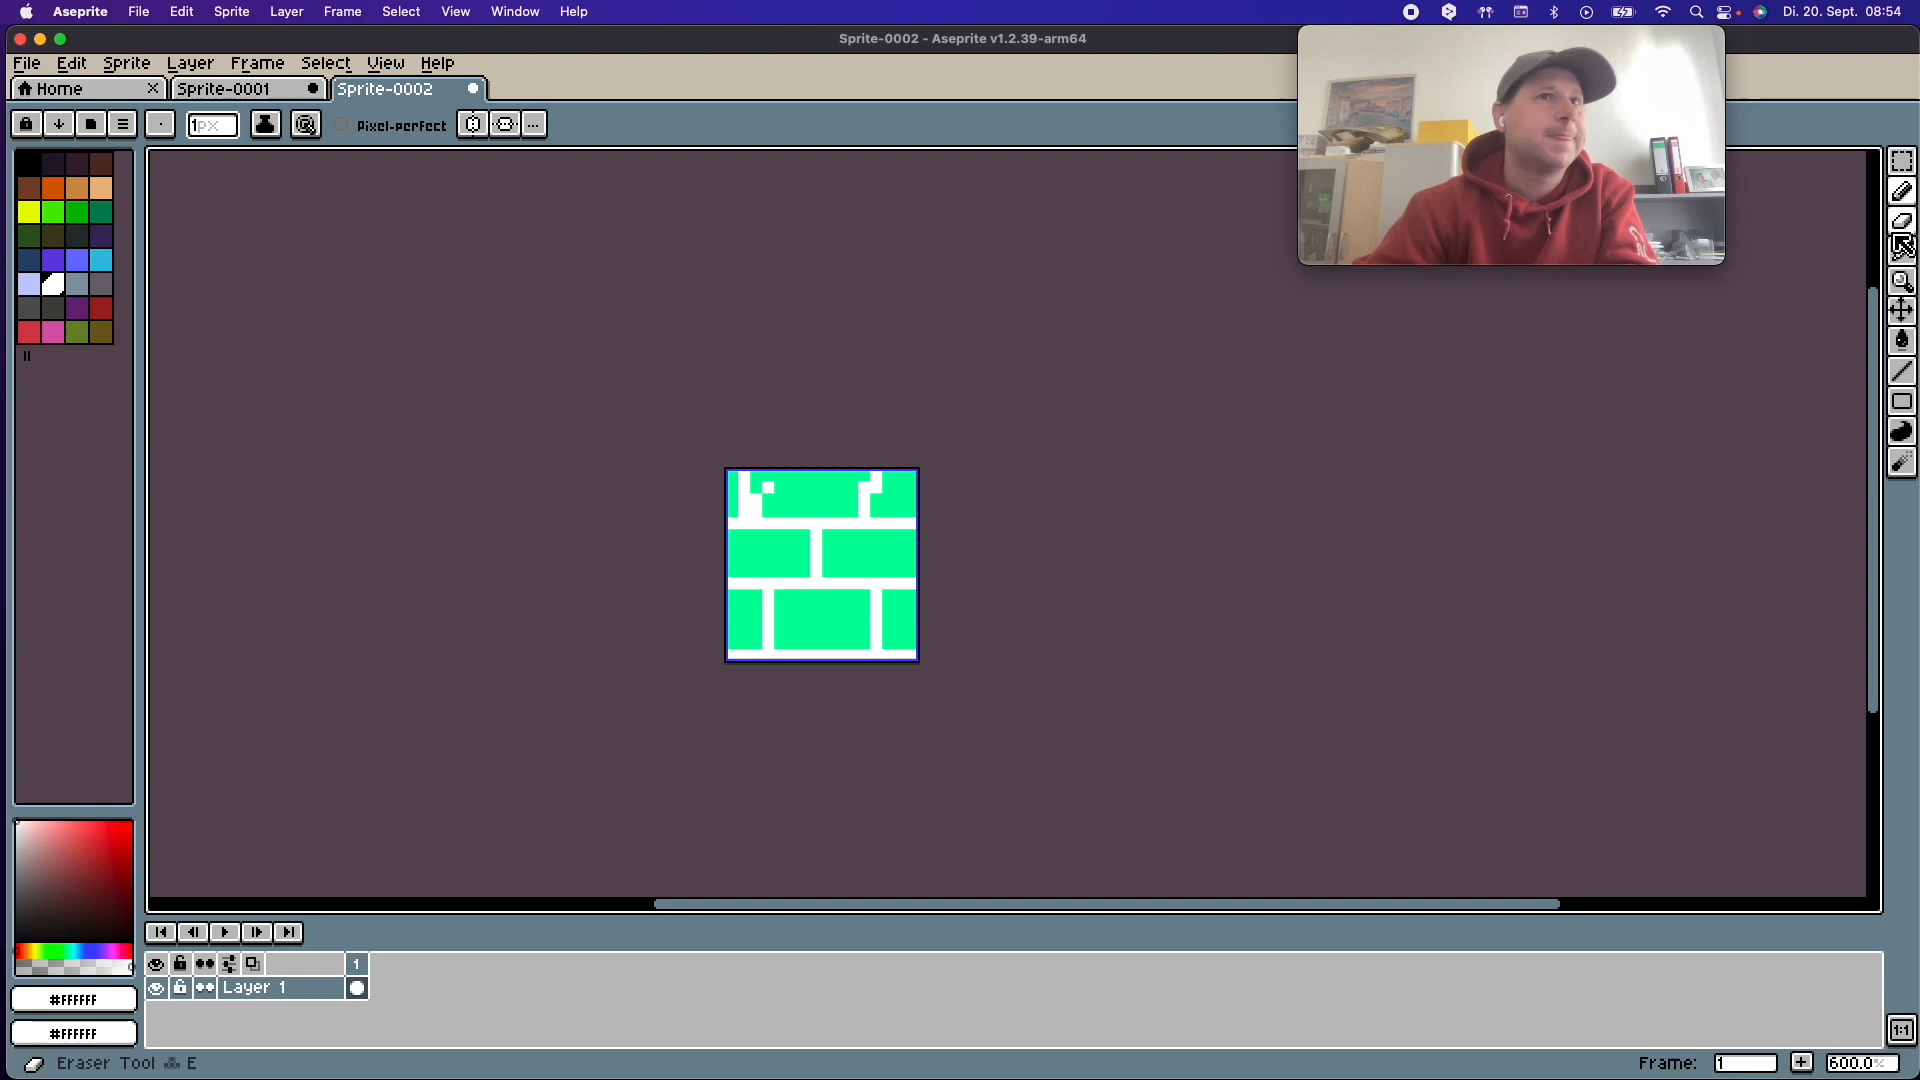 Aseprite File Edit Sprite Layer Frame Select View Window Help Di. 20. Sept. 08:54
Sprite-0002 - Aseprite v1.2.39-arm64
File Edit Sprite Layer Frame Select View Help
Home Sprite-0001 Sprite-0002
1px Pixel-perfect
1
Layer 1
#FFFFFF
#FFFFFF
1:1
Eraser Tool E Frame: 1 600.0%